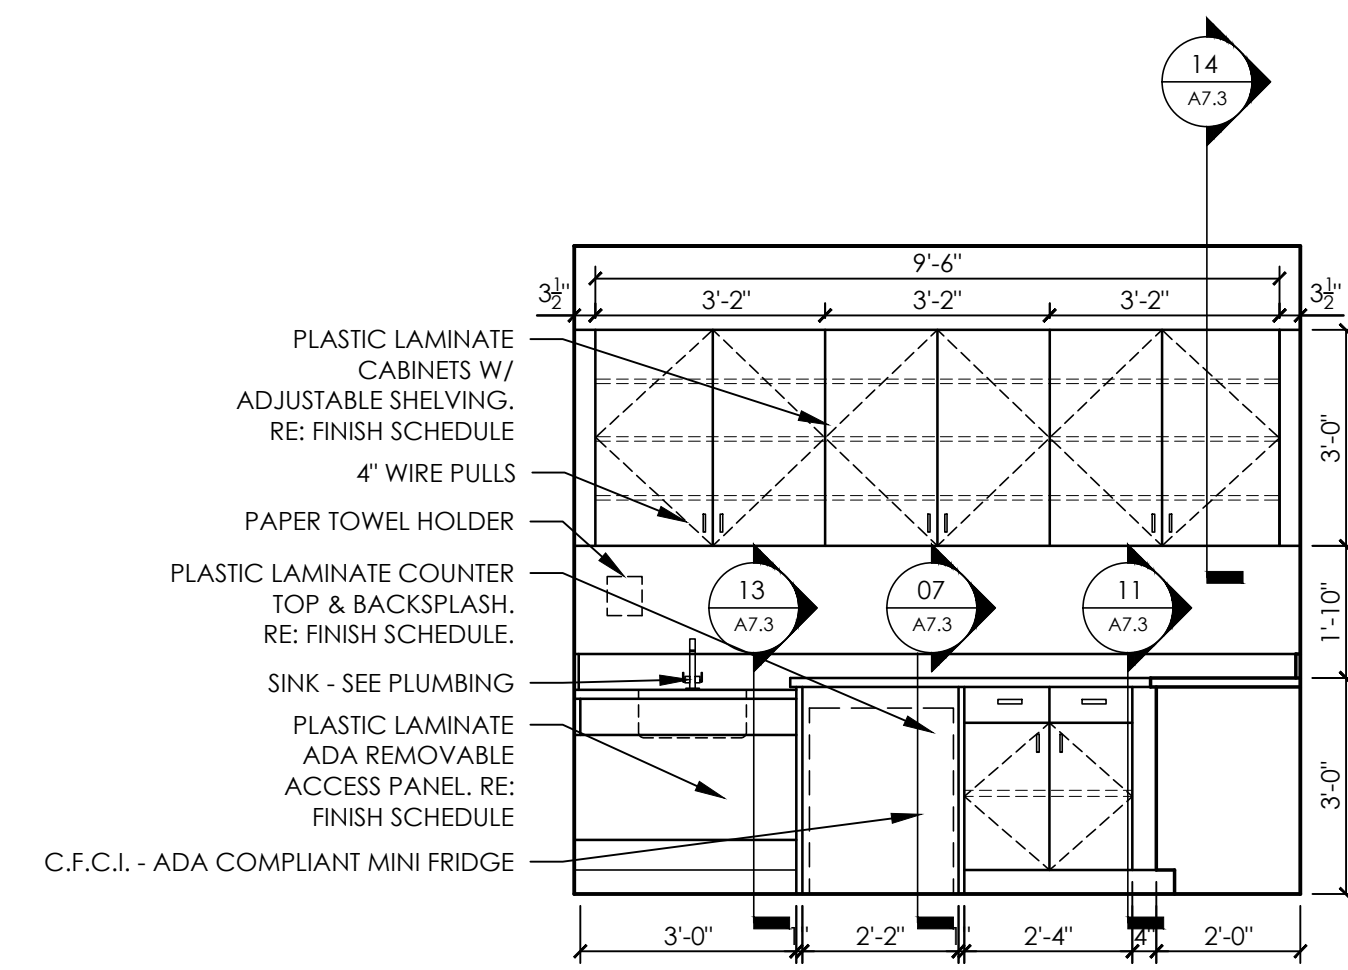 14
A7.3
9'-6"
3½"
3'-2"
3'-2"
3'-2"
3½"
PLASTIC LAMINATE
CABINETS W/
ADJUSTABLE SHELVING.
RE: FINISH SCHEDULE
3'-0"
4" WIRE PULLS
PAPER TOWEL HOLDER
PLASTIC LAMINATE COUNTER
TOP & BACKSPLASH.
RE: FINISH SCHEDULE.
13
A7.3
07
A7.3
11
A7.3
1'-10"
SINK - SEE PLUMBING
PLASTIC LAMINATE
ADA REMOVABLE
ACCESS PANEL. RE:
FINISH SCHEDULE
3'-0"
C.F.C.I. - ADA COMPLIANT MINI FRIDGE
3'-0"
2'-2"
2'-4"
4"
2'-0"